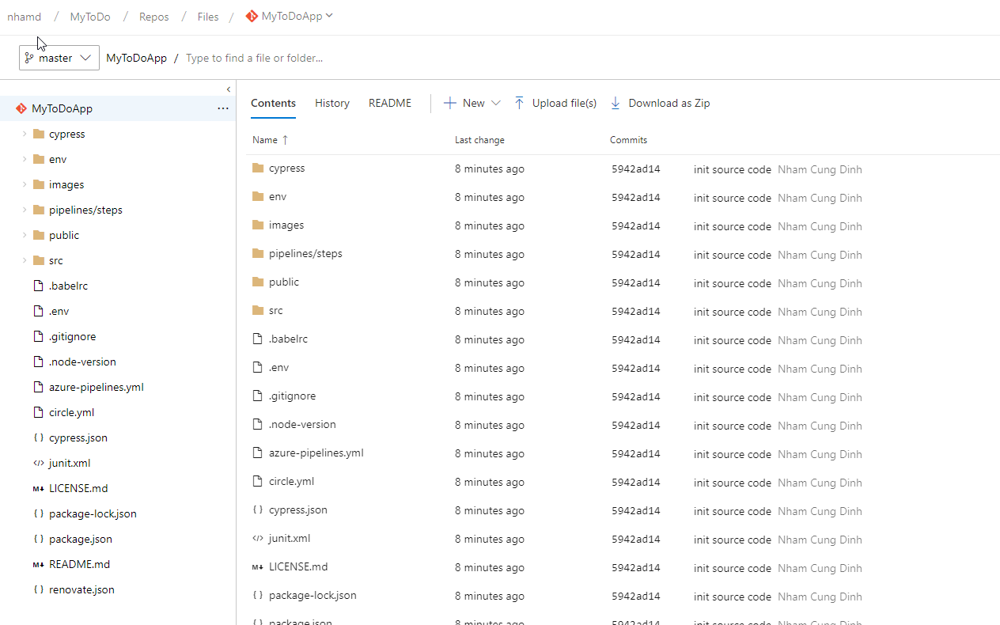 nhamd / MyToDo / Repos / Files / MyToDoApp
master MyToDoApp / Type to find a file or folder...
MyToDoApp ...
cypress
env
images
pipelines/steps
public
src
.babelrc
.env
.gitignore
.node-version
azure-pipelines.yml
circle.yml
{ } cypress.json
</> junit.xml
M↓ LICENSE.md
{ } package-lock.json
{ } package.json
M↓ README.md
{ } renovate.json
Contents History README New Upload file(s) Download as Zip
Name ↑ Last change Commits
cypress 8 minutes ago 5942ad14 init source code Nham Cung Dinh
env 8 minutes ago 5942ad14 init source code Nham Cung Dinh
images 8 minutes ago 5942ad14 init source code Nham Cung Dinh
pipelines/steps 8 minutes ago 5942ad14 init source code Nham Cung Dinh
public 8 minutes ago 5942ad14 init source code Nham Cung Dinh
src 8 minutes ago 5942ad14 init source code Nham Cung Dinh
.babelrc 8 minutes ago 5942ad14 init source code Nham Cung Dinh
.env 8 minutes ago 5942ad14 init source code Nham Cung Dinh
.gitignore 8 minutes ago 5942ad14 init source code Nham Cung Dinh
.node-version 8 minutes ago 5942ad14 init source code Nham Cung Dinh
azure-pipelines.yml 8 minutes ago 5942ad14 init source code Nham Cung Dinh
circle.yml 8 minutes ago 5942ad14 init source code Nham Cung Dinh
{ } cypress.json 8 minutes ago 5942ad14 init source code Nham Cung Dinh
</> junit.xml 8 minutes ago 5942ad14 init source code Nham Cung Dinh
M↓ LICENSE.md 8 minutes ago 5942ad14 init source code Nham Cung Dinh
{ } package-lock.json 8 minutes ago 5942ad14 init source code Nham Cung Dinh
{ } package.json 8 minutes ago 5942ad14 init source code Nham Cung Dinh